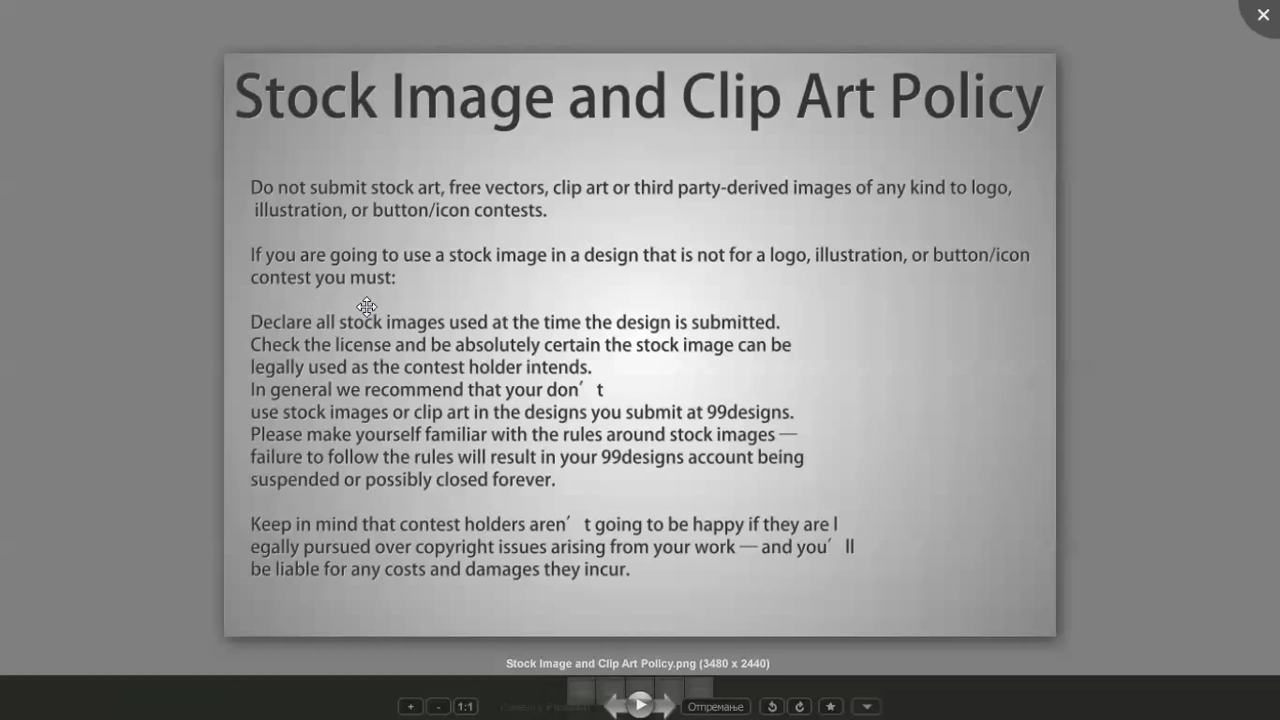 Stock Image and Clip Art Policy
Do not submit stock art, free vectors, clip art or third party-derived images of any kind to logo,
illustration, or button/icon contests.
If you are going to use a stock image in a design that is not for a logo, illustration, or button/icon
contest you must:
Declare all stock images used at the time the design is submitted.
Check the license and be absolutely certain the stock image can be
legally used as the contest holder intends.
In general we recommend that your don′ t
use stock images or clip art in the designs you submit at 99designs.
Please make yourself familiar with the rules around stock images —
failure to follow the rules will result in your 99designs account being
suspended or possibly closed forever.
Keep in mind that contest holders aren′ t going to be happy if they are l
egally pursued over copyright issues arising from your work — and you′ ll
be liable for any costs and damages they incur.
Stock Image and Clip Art Policy.png (3480 x 2440)
+ - 1:1 Отпремање